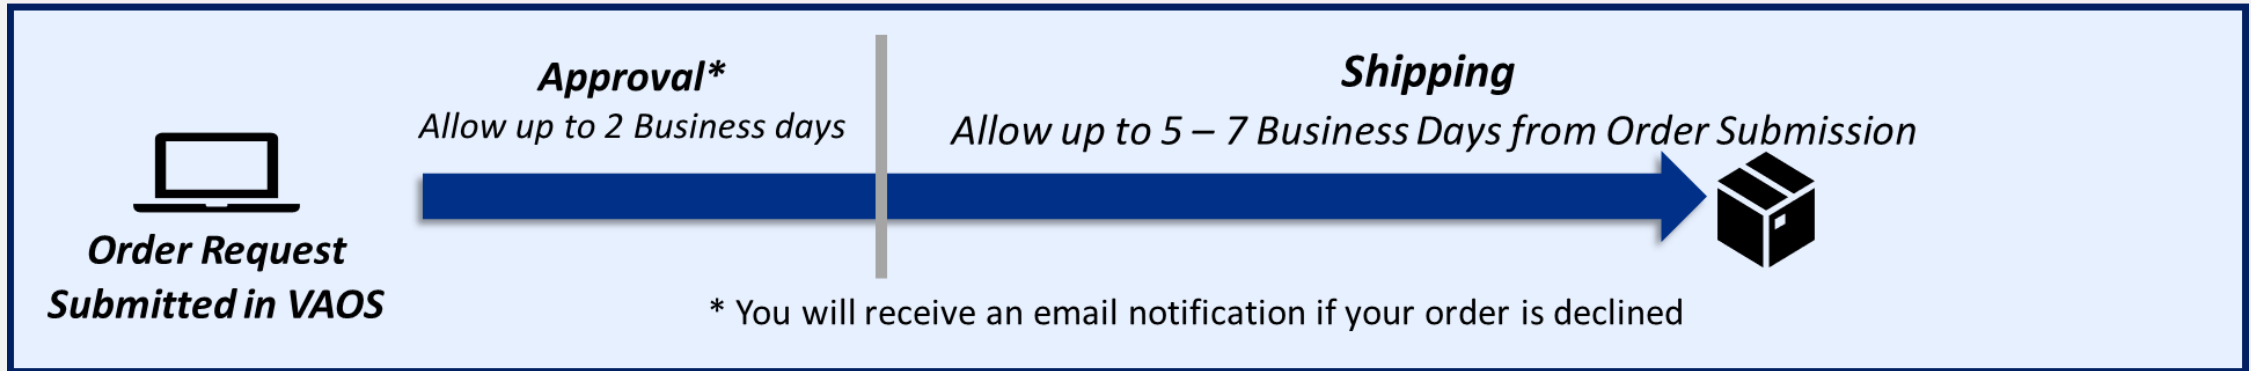 Approval*
Allow up to 2 Business days
Shipping
Allow up to 5 – 7 Business Days from Order Submission
Order Request
Submitted in VAOS
* You will receive an email notification if your order is declined